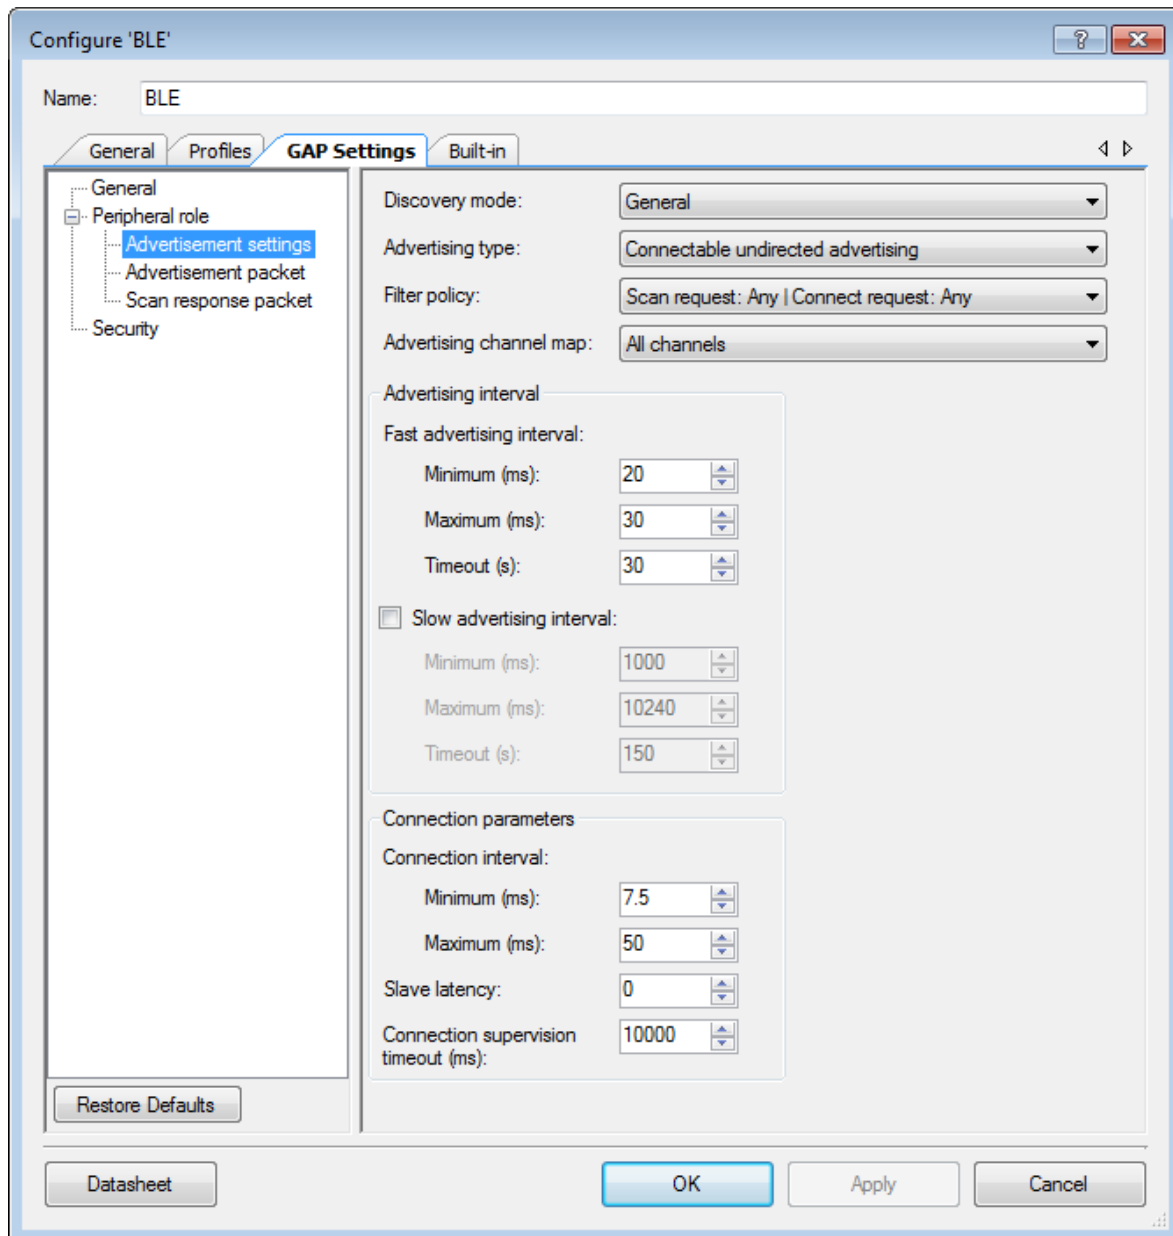 Configure 'BLE'
Name: BLE
General Profiles GAP Settings Built-in
General
Peripheral role
Advertisement settings
Advertisement packet
Scan response packet
Security
Restore Defaults
Discovery mode: General
Advertising type: Connectable undirected advertising
Filter policy: Scan request: Any | Connect request: Any
Advertising channel map: All channels
Advertising interval
Fast advertising interval:
Minimum (ms): 20
Maximum (ms): 30
Timeout (s): 30
Slow advertising interval:
Minimum (ms): 1000
Maximum (ms): 10240
Timeout (s): 150
Connection parameters
Connection interval:
Minimum (ms): 7.5
Maximum (ms): 50
Slave latency: 0
Connection supervision 10000
timeout (ms):
Datasheet OK Apply Cancel